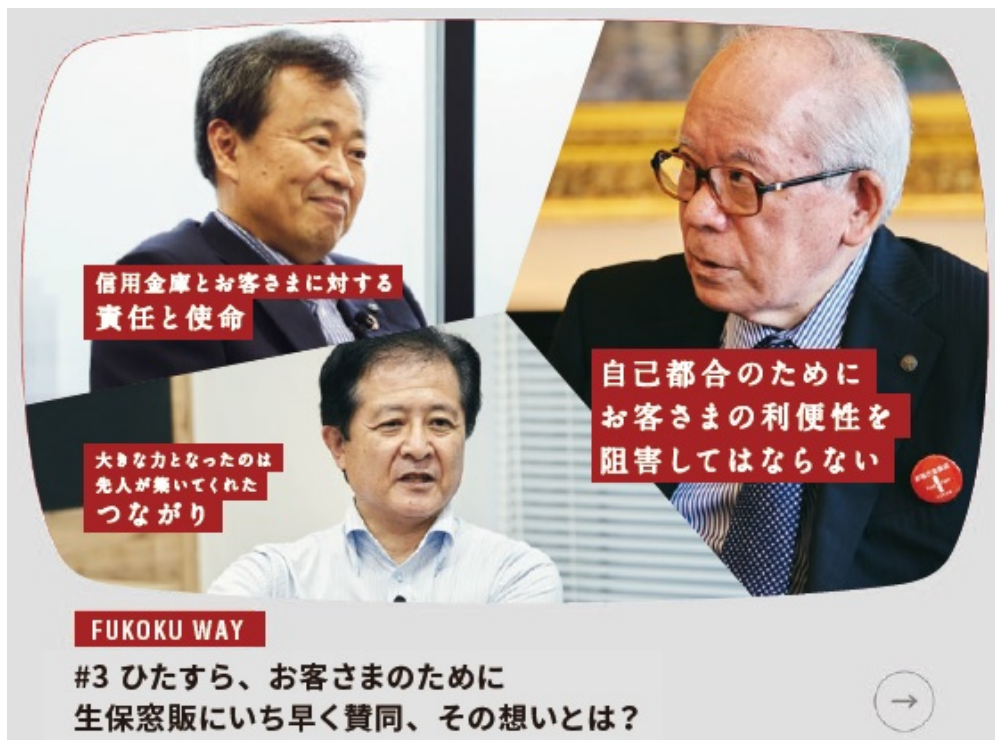 信用金庫とお客さまに対する
責任と使命
自己都合のために
お客さまの利便性を
阻害してはならない
大きな力となったのは
先人が築いてくれた
つながり
FUKOKU WAY
#3 ひたすら、お客さまのために
生保窓販にいち早く賛同、その想いとは？